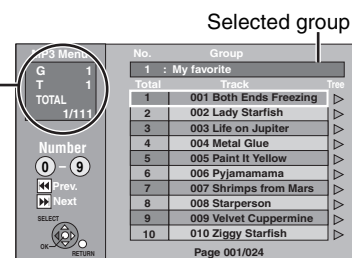 Selected group
MP3 Menu
G 1
T 1
TOTAL
1/111
Number
0 – 9
Prev.
Next
SELECT
OK
RETURN
No. Group
1 : My favorite
Total Track Tree
1 001 Both Ends Freezing
2 002 Lady Starfish
3 003 Life on Jupiter
4 004 Metal Glue
5 005 Paint It Yellow
6 006 Pyjamamama
7 007 Shrimps from Mars
8 008 Starperson
9 009 Velvet Cuppermine
10 010 Ziggy Starfish
Page 001/024